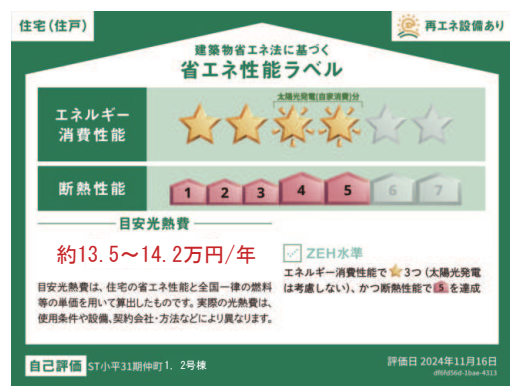 住宅(住戸)
再エネ設備あり
建築物省エネ法に基づく
省エネ性能ラベル
太陽光発電(自家消費)分
エネルギー
消費性能
断熱性能
1 2 3 4 5 6 7
目安光熱費
約13.5～14.2万円/年
目安光熱費は、住宅の省エネ性能と全国一律の燃料
等の単価を用いて算出したものです。実際の光熱費は、
使用条件や設備、契約会社・方法などにより異なります。
ZEH水準
エネルギー消費性能で★3つ(太陽光発電
は考慮しない)、かつ断熱性能で5を達成
自己評価 ST小平31期仲町1．2号棟
評価日 2024年11月16日
df6fd56d-1bae-4313